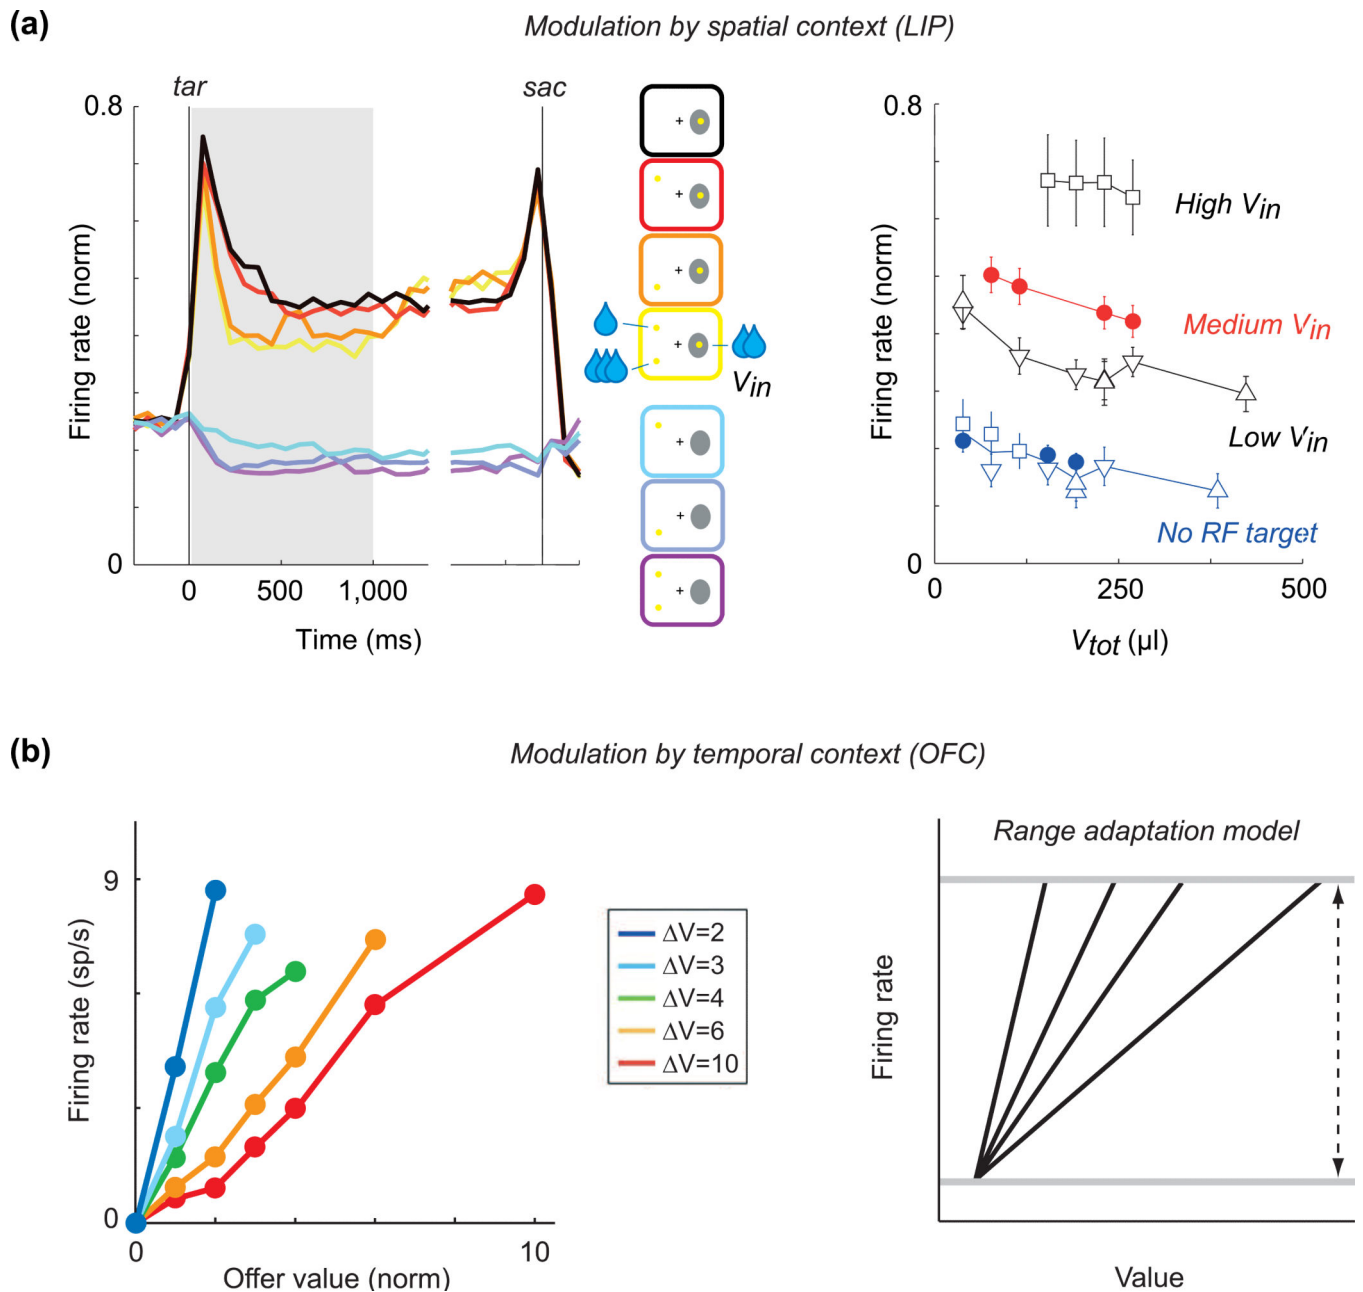 (a)
Modulation by spatial context (LIP)
tar
sac
0.8
Firing rate (norm)
0
0
500
1,000
Time (ms)
+
+
+
+
Vin
+
+
+
0.8
Firing rate (norm)
0
High Vin
Medium Vin
Low Vin
No RF target
0
250
500
Vtot (μl)
(b)
Modulation by temporal context (OFC)
9
Firing rate (sp/s)
0
0
10
Offer value (norm)
ΔV=2
ΔV=3
ΔV=4
ΔV=6
ΔV=10
Range adaptation model
Firing rate
Value